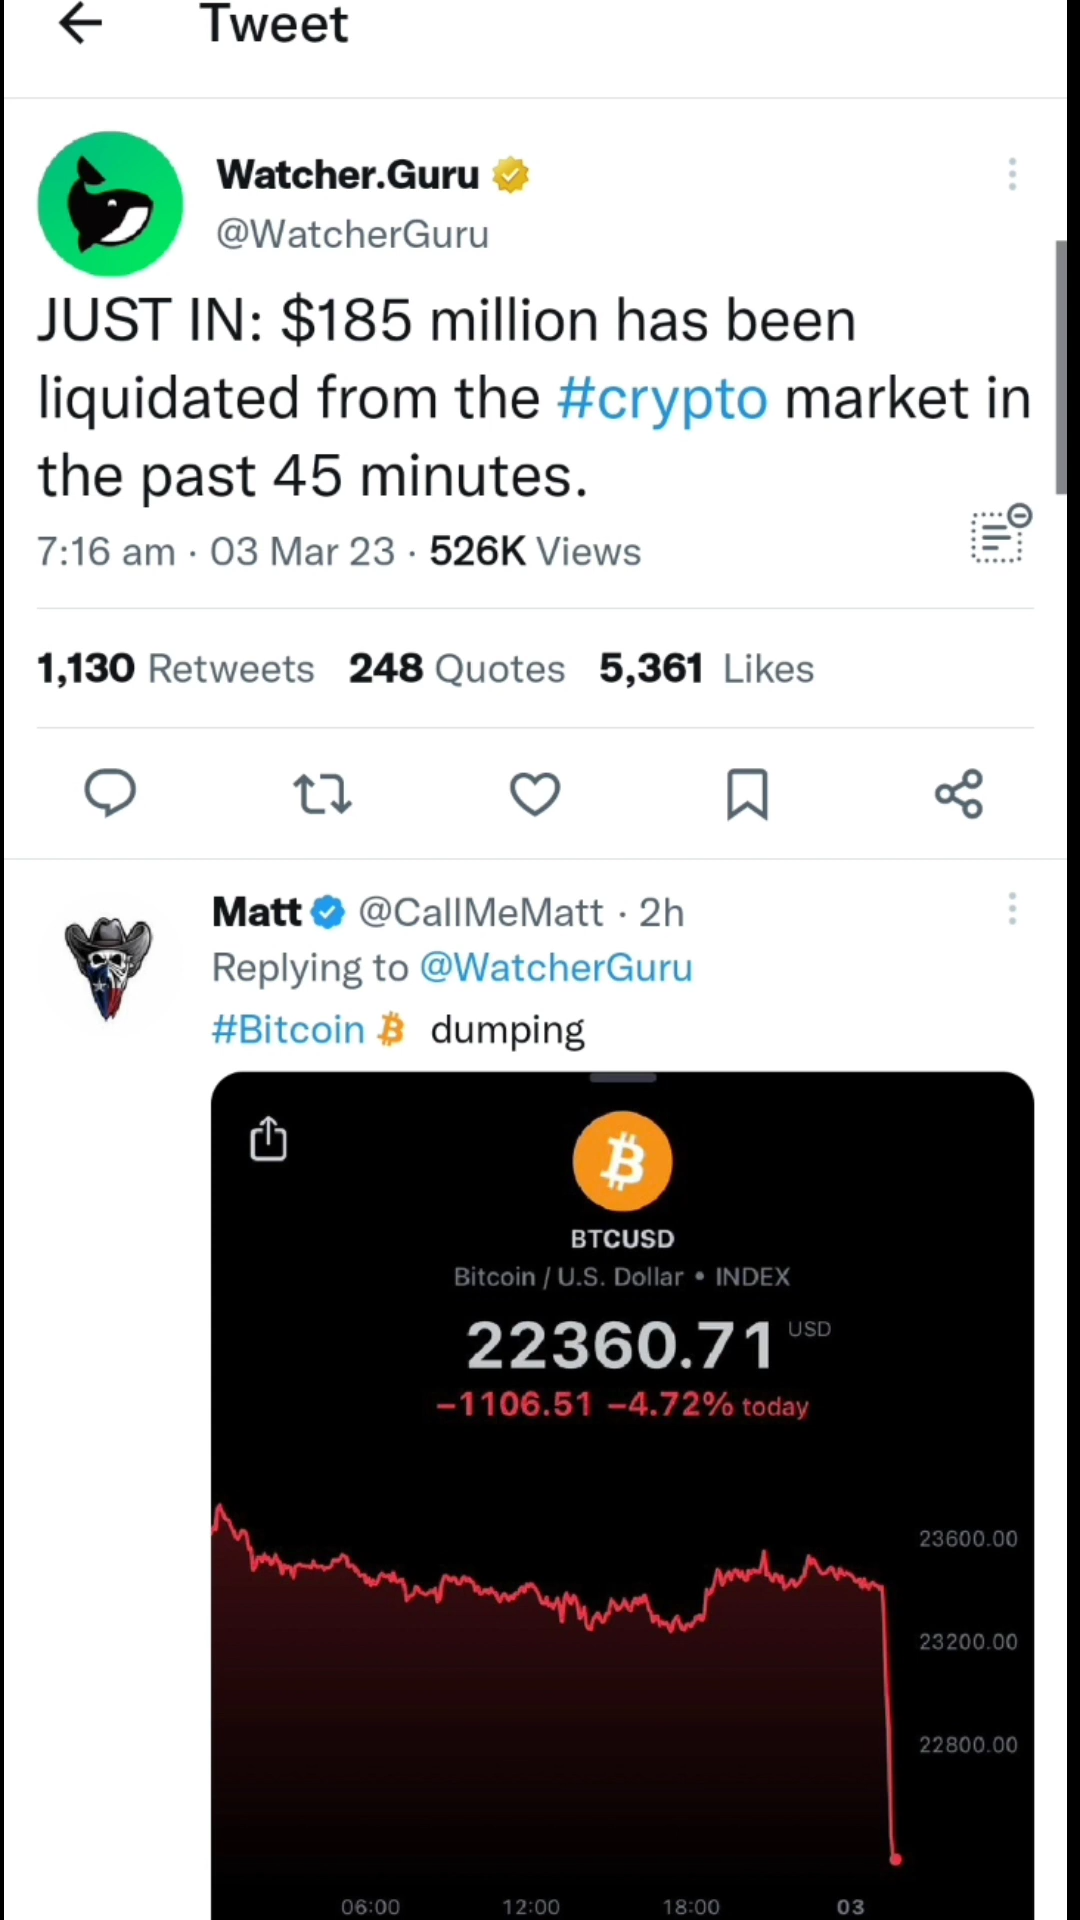 Tweet
Watcher.Guru
@WatcherGuru
JUST IN: $185 million has been
liquidated from the #crypto market in
the past 45 minutes.
7:16 am · 03 Mar 23 · 526K Views
1,130 Retweets 248 Quotes 5,361 Likes
Matt @CallMeMatt · 2h
Replying to @WatcherGuru
#Bitcoin ₿ dumping
BTCUSD
Bitcoin / U.S. Dollar • INDEX
22360.71 USD
−1106.51 −4.72% today
23600.00
23200.00
22800.00
06:00 12:00 18:00 03